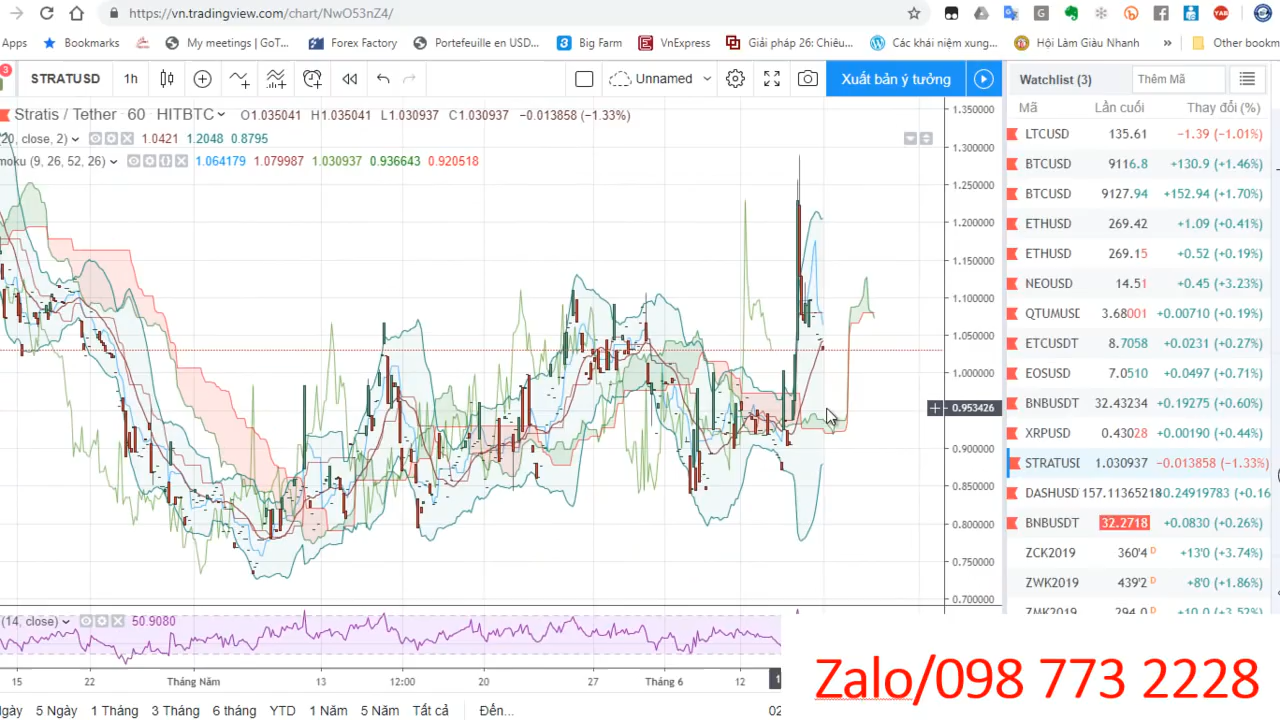 https://vn.tradingview.com/chart/NwO53nZ4/
Apps Bookmarks My meetings | GoT... Forex Factory Portefeuille en USD... Big Farm VnExpress Giải pháp 26: Chiêu... Các khái niệm xung... Hội Làm Giàu Nhanh » Other bookm
3 STRATUSD 1h Unnamed Xuất bản ý tưởng Watchlist (3) Thêm Mã
Mã Lần cuối Thay đổi (%)
Stratis / Tether 60 HITBTC O1.035041 H1.035041 L1.030937 C1.030937 −0.013858 (−1.33%)
20, close, 2) 1.0421 1.2048 0.8795
moku (9, 26, 52, 26) 1.064179 1.079987 1.030937 0.936643 0.920518
1.350000
1.300000
1.250000
1.200000
1.150000
1.100000
1.050000
1.000000
0.953426
0.900000
0.850000
0.800000
0.750000
0.700000
LTCUSD 135.61 −1.39 (−1.01%)
BTCUSD 9116.8 +130.9 (+1.46%)
BTCUSD 9127.94 +152.94 (+1.70%)
ETHUSD 269.42 +1.09 (+0.41%)
ETHUSD 269.15 +0.52 (+0.19%)
NEOUSD 14.51 +0.45 (+3.23%)
QTUMUSD 3.68001 +0.00710 (+0.19%)
ETCUSDT 8.7058 +0.0231 (+0.27%)
EOSUSD 7.0510 +0.0497 (+0.71%)
BNBUSDT 32.43234 +0.19275 (+0.60%)
XRPUSD 0.43028 +0.00190 (+0.44%)
STRATUSD 1.030937 −0.013858 (−1.33%)
DASHUSD 157.11365218 0.24919783 (+0.16
BNBUSDT 32.2718 +0.0830 (+0.26%)
ZCK2019 360'4 D +13'0 (+3.74%)
ZWK2019 439'2 D +8'0 (+1.86%)
ZMK2019 294.0 D +10.0 (+3.52%)
(14, close) 50.9080
15 22 Tháng Năm 13 12:00 20 27 Tháng 6 12
Zalo/098 773 2228
gày 5 Ngày 1 Tháng 3 Tháng tháng YTD 1 Năm 5 Năm Tất cả Đến... 02